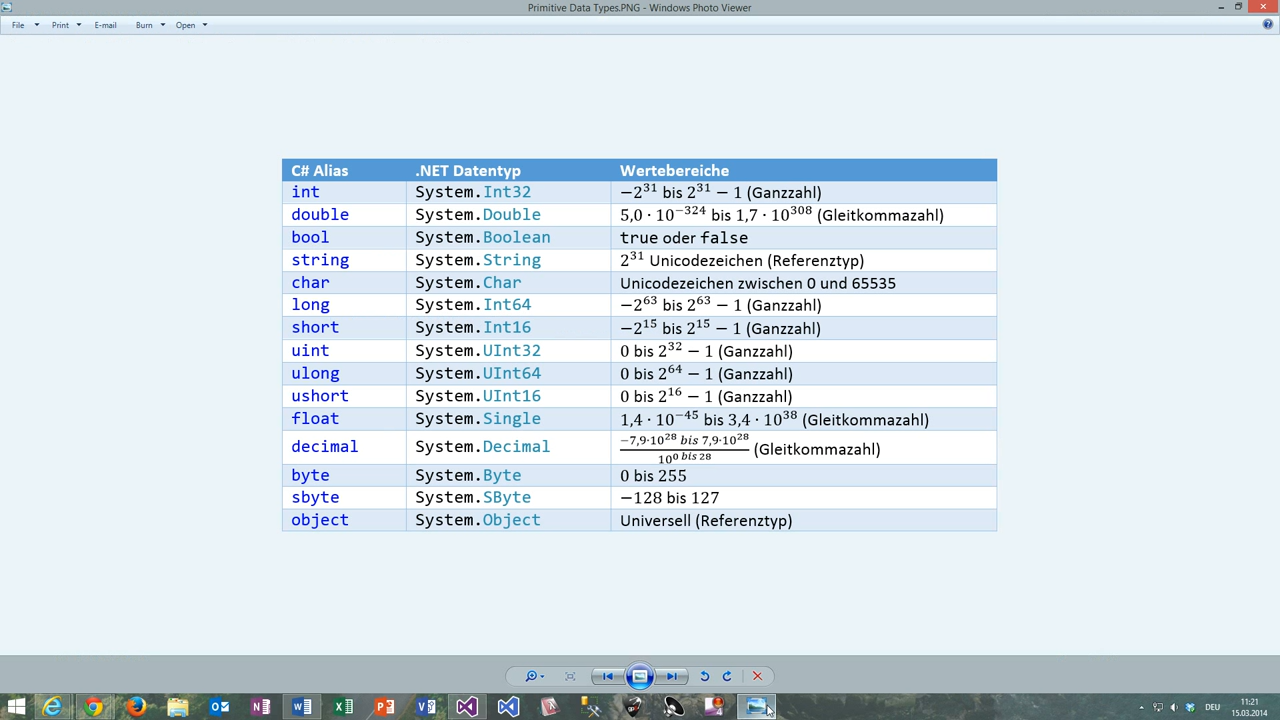 Primitive Data Types.PNG - Windows Photo Viewer
File Print E-mail Burn Open
C# Alias .NET Datentyp Wertebereiche
int System.Int32 −2³¹ bis 2³¹ − 1 (Ganzzahl)
double System.Double 5,0 · 10⁻³²⁴ bis 1,7 · 10³⁰⁸ (Gleitkommazahl)
bool System.Boolean true oder false
string System.String 2³¹ Unicodezeichen (Referenztyp)
char System.Char Unicodezeichen zwischen 0 und 65535
long System.Int64 −2⁶³ bis 2⁶³ − 1 (Ganzzahl)
short System.Int16 −2¹⁵ bis 2¹⁵ − 1 (Ganzzahl)
uint System.UInt32 0 bis 2³² − 1 (Ganzzahl)
ulong System.UInt64 0 bis 2⁶⁴ − 1 (Ganzzahl)
ushort System.UInt16 0 bis 2¹⁶ − 1 (Ganzzahl)
float System.Single 1,4 · 10⁻⁴⁵ bis 3,4 · 10³⁸ (Gleitkommazahl)
decimal System.Decimal −7,9·10²⁸ bis 7,9·10²⁸ / 10⁰ ᵇⁱˢ ²⁸ (Gleitkommazahl)
byte System.Byte 0 bis 255
sbyte System.SByte −128 bis 127
object System.Object Universell (Referenztyp)
DEU
11:21
15.03.2014